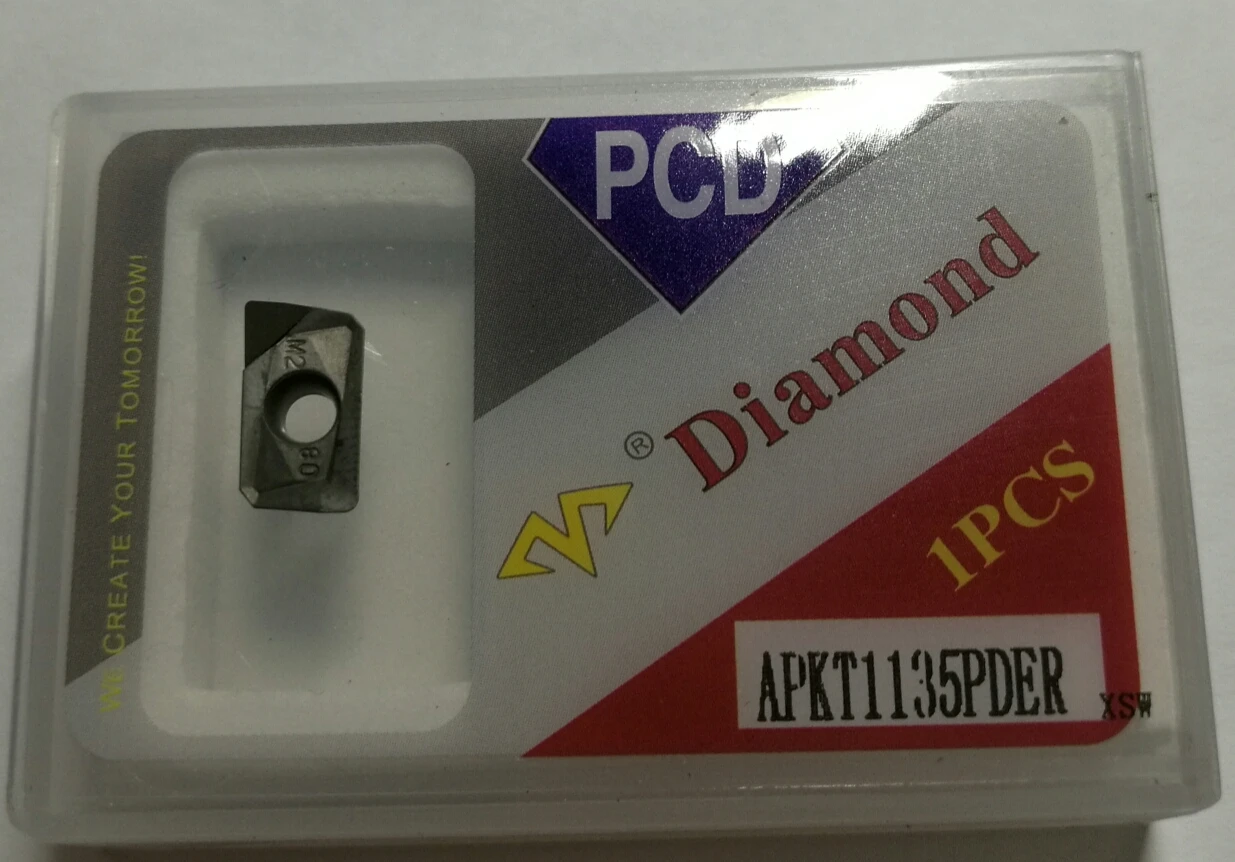 PCD
WE CREATE YOUR TOMORROW!
M2
08
® Diamond
1PCS
APKT1135PDER
XSW